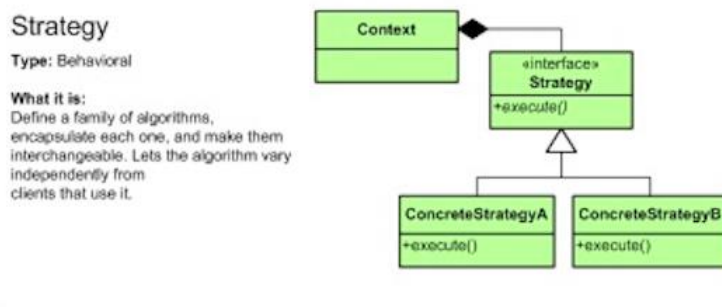 Strategy
Type: Behavioral
What it is:
Define a family of algorithms,
encapsulate each one, and make them
interchangeable. Lets the algorithm vary
independently from
clients that use it.
Context
«interface»
Strategy
+execute()
ConcreteStrategyA
+execute()
ConcreteStrategyB
+execute()